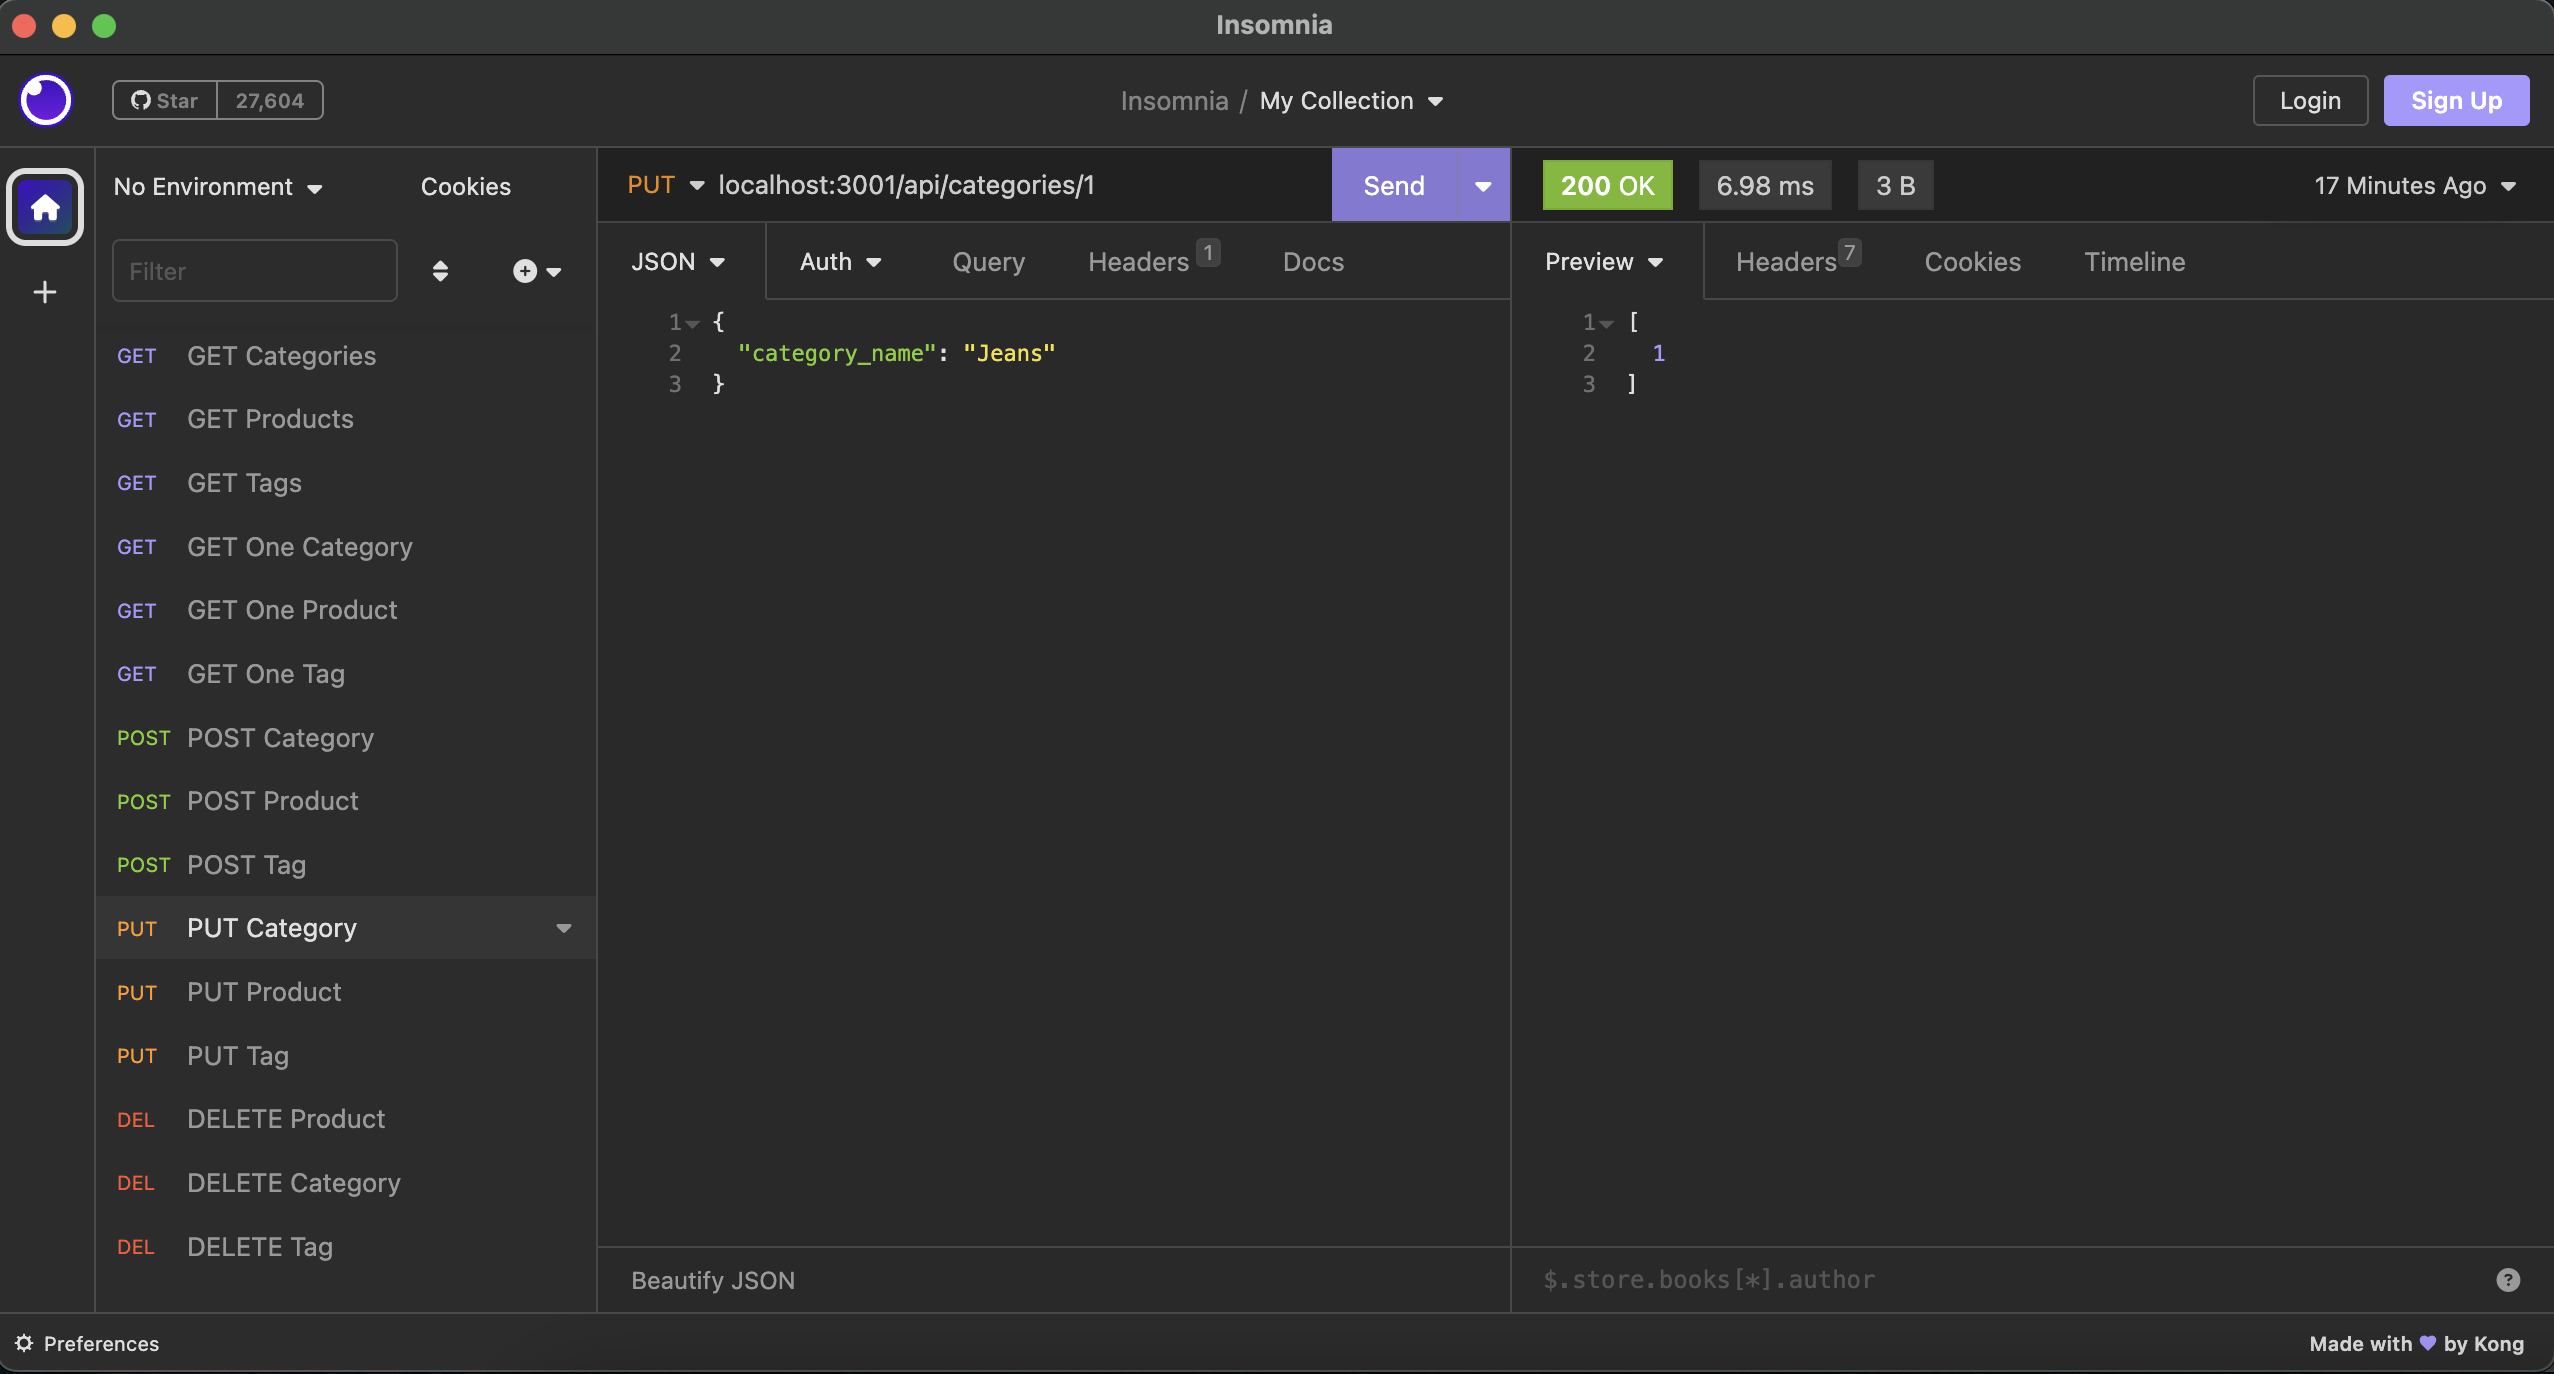 Insomnia
Star 27,604
Insomnia / My Collection
Login
Sign Up
No Environment
Cookies
Filter
GET GET Categories
GET GET Products
GET GET Tags
GET GET One Category
GET GET One Product
GET GET One Tag
POST POST Category
POST POST Product
POST POST Tag
PUT PUT Category
PUT PUT Product
PUT PUT Tag
DEL DELETE Product
DEL DELETE Category
DEL DELETE Tag
PUT localhost:3001/api/categories/1
Send
JSON Auth Query Headers 1 Docs
1 {
2 "category_name": "Jeans"
3 }
Beautify JSON
200 OK 6.98 ms 3 B 17 Minutes Ago
Preview Headers 7 Cookies Timeline
1 [
2 1
3 ]
$.store.books[*].author
?
Preferences
Made with by Kong